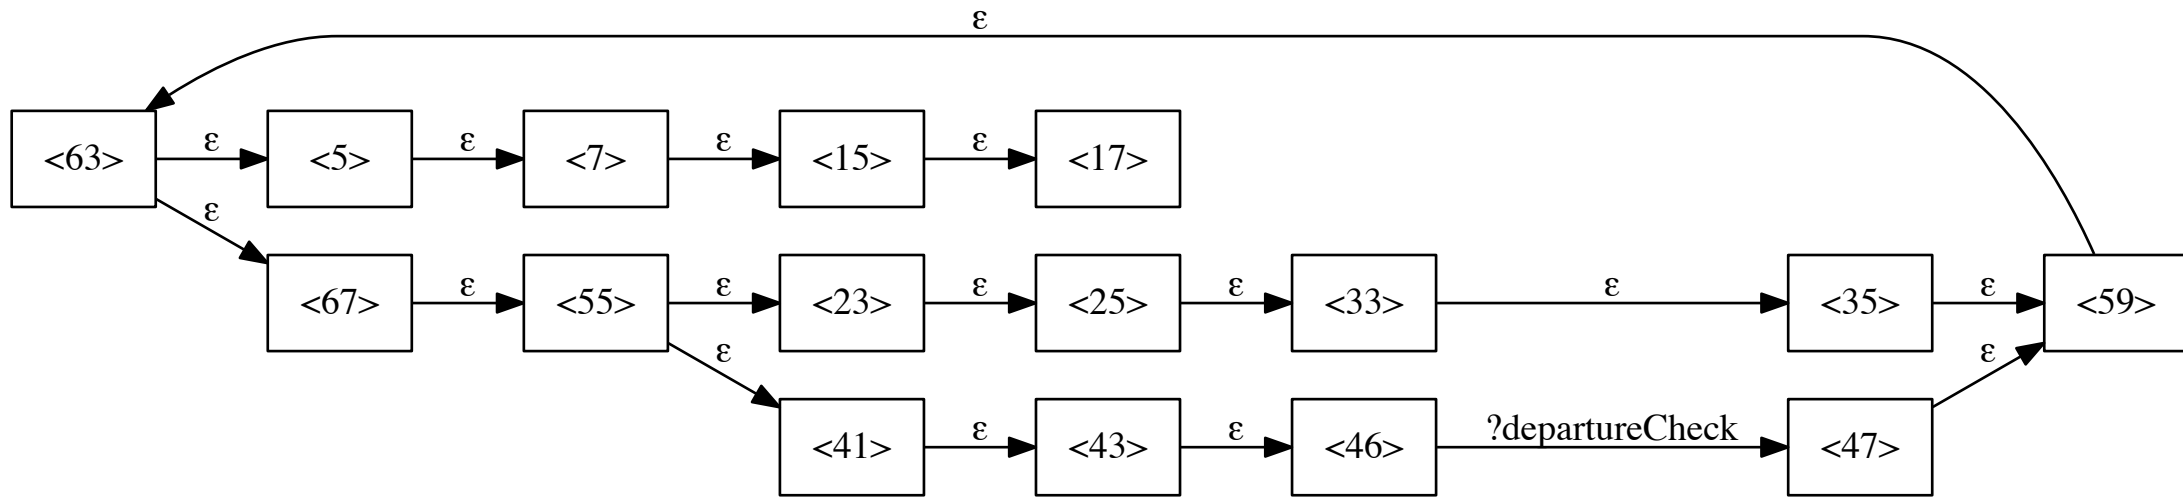 ε
<63> ε <5> ε <7> ε <15> ε <17>
ε
<67> ε <55> ε <23> ε <25> ε <33> ε <35> ε <59>
ε ε
<41> ε <43> ε <46> ?departureCheck <47>